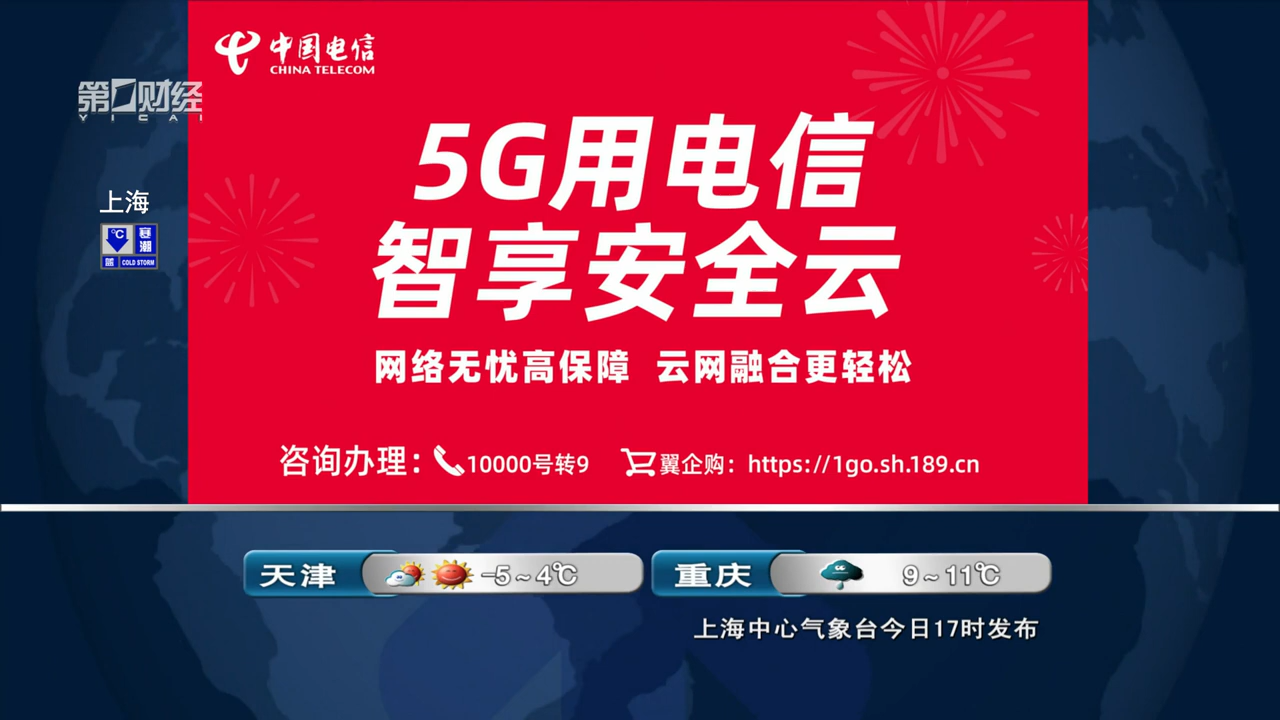 中国电信
CHINA TELECOM
第一财经
YICAI
5G用电信
智享安全云
上海
℃
寒潮
蓝
COLD STORM
网络无忧高保障 云网融合更轻松
咨询办理：10000号转9 翼企购：https://1go.sh.189.cn
天津 -5~4℃ 重庆 9~11℃
上海中心气象台今日17时发布